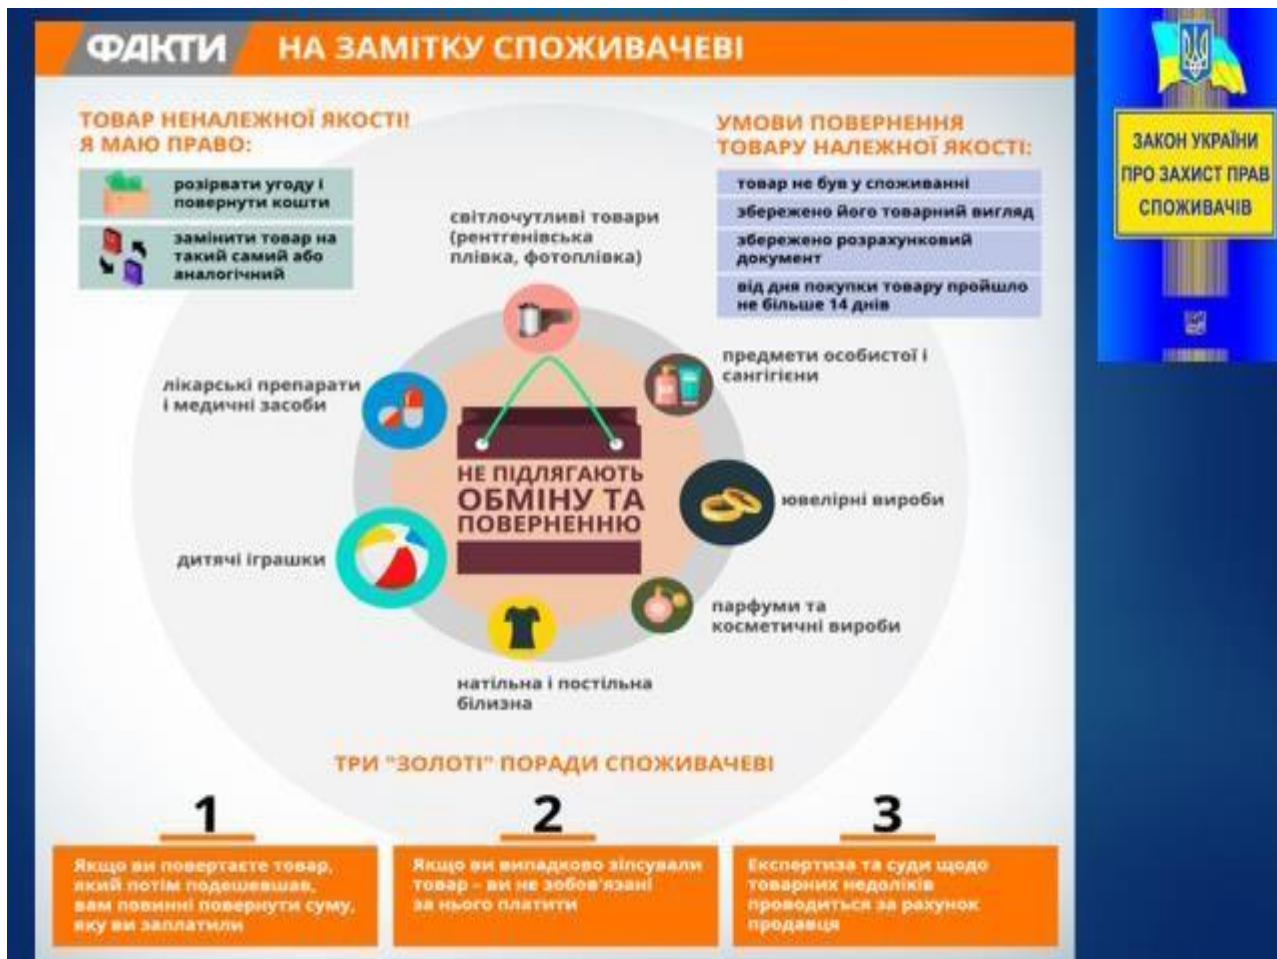 ФАКТИ НА ЗАМІТКУ СПОЖИВАЧЕВІ
ТОВАР НЕНАЛЕЖНОЇ ЯКОСТІ!
Я МАЮ ПРАВО:
розірвати угоду і
повернути кошти
замінити товар на
такий самий або
аналогічний
УМОВИ ПОВЕРНЕННЯ
ТОВАРУ НАЛЕЖНОЇ ЯКОСТІ:
товар не був у споживанні
збережено його товарний вигляд
збережено розрахунковий
документ
від дня покупки товару пройшло
не більше 14 днів
світлочутливі товари
(рентгенівська
плівка, фотоплівка)
предмети особистої і
сангігієни
ювелірні вироби
парфуми та
косметичні вироби
натільна і постільна
білизна
дитячі іграшки
лікарські препарати
і медичні засоби
НЕ ПІДЛЯГАЮТЬ
ОБМІНУ ТА
ПОВЕРНЕННЮ
ТРИ "ЗОЛОТІ" ПОРАДИ СПОЖИВАЧЕВІ
1
Якщо ви повертаєте товар,
який потім подешевшав,
вам повинні повернути суму,
яку ви заплатили
2
Якщо ви випадково зіпсували
товар – ви не зобов'язані
за нього платити
3
Експертиза та суди щодо
товарних недоліків
проводиться за рахунок
продавця
ЗАКОН УКРАЇНИ
ПРО ЗАХИСТ ПРАВ
СПОЖИВАЧІВ